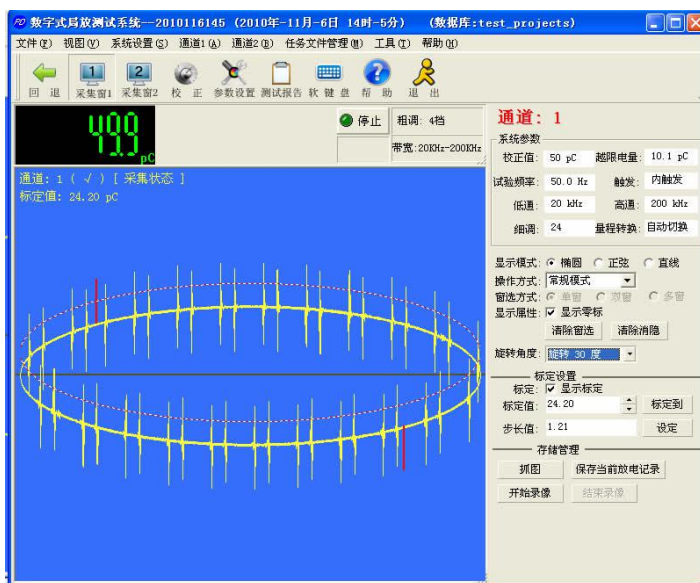 数字式局放测试系统--2010116145 (2010年-11月-6日 14时-5分) (数据库:test_projects)
文件(F) 视图(V) 系统设置(S) 通道1(A) 通道2(B) 任务文件管理(M) 工具(T) 帮助(H)
1 2 ?
回 退 采集窗1 采集窗2 校 正 参数设置 测试报告 软 键 盘 帮 助 退 出
49.9 pC
停止
粗调: 4档
带宽:20KHz-200KHz
通道: 1 ( √ ) [ 采集状态 ]
标定值: 24.20 pC
通道: 1
系统参数
校正值: 50 pC 越限电量: 10.1 pC
试验频率: 50.0 Hz 触发: 内触发
低通: 20 kHz 高通: 200 kHz
细调: 24 量程转换: 自动切换
显示模式: 椭圆 正弦 直线
操作方式: 常规模式
窗选方式: 单窗 双窗 多窗
显示属性: 显示零标
清除窗选 清除消隐
旋转角度: 旋转 30 度
标定设置
标定: 显示标定
标定值: 24.20 标定到
步长值: 1.21 设定
存储管理
抓图 保存当前放电记录
开始录像 结束录像